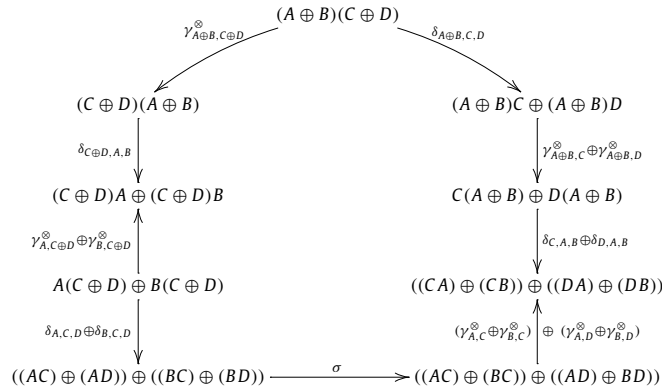 (A ⊕ B)(C ⊕ D)
γ^⊗_{A⊕B,C⊕D} δ_{A⊕B,C,D}
(C ⊕ D)(A ⊕ B) (A ⊕ B)C ⊕ (A ⊕ B)D
δ_{C⊕D,A,B} γ^⊗_{A⊕B,C}⊕γ^⊗_{A⊕B,D}
(C ⊕ D)A ⊕ (C ⊕ D)B C(A ⊕ B) ⊕ D(A ⊕ B)
γ^⊗_{A,C⊕D}⊕γ^⊗_{B,C⊕D} δ_{C,A,B}⊕δ_{D,A,B}
A(C ⊕ D) ⊕ B(C ⊕ D) ((CA) ⊕ (CB)) ⊕ ((DA) ⊕ (DB))
δ_{A,C,D}⊕δ_{B,C,D} (γ^⊗_{A,C}⊕γ^⊗_{B,C}) ⊕ (γ^⊗_{A,D}⊕γ^⊗_{B,D})
((AC) ⊕ (AD)) ⊕ ((BC) ⊕ (BD)) σ ((AC) ⊕ (BC)) ⊕ ((AD) ⊕ BD))